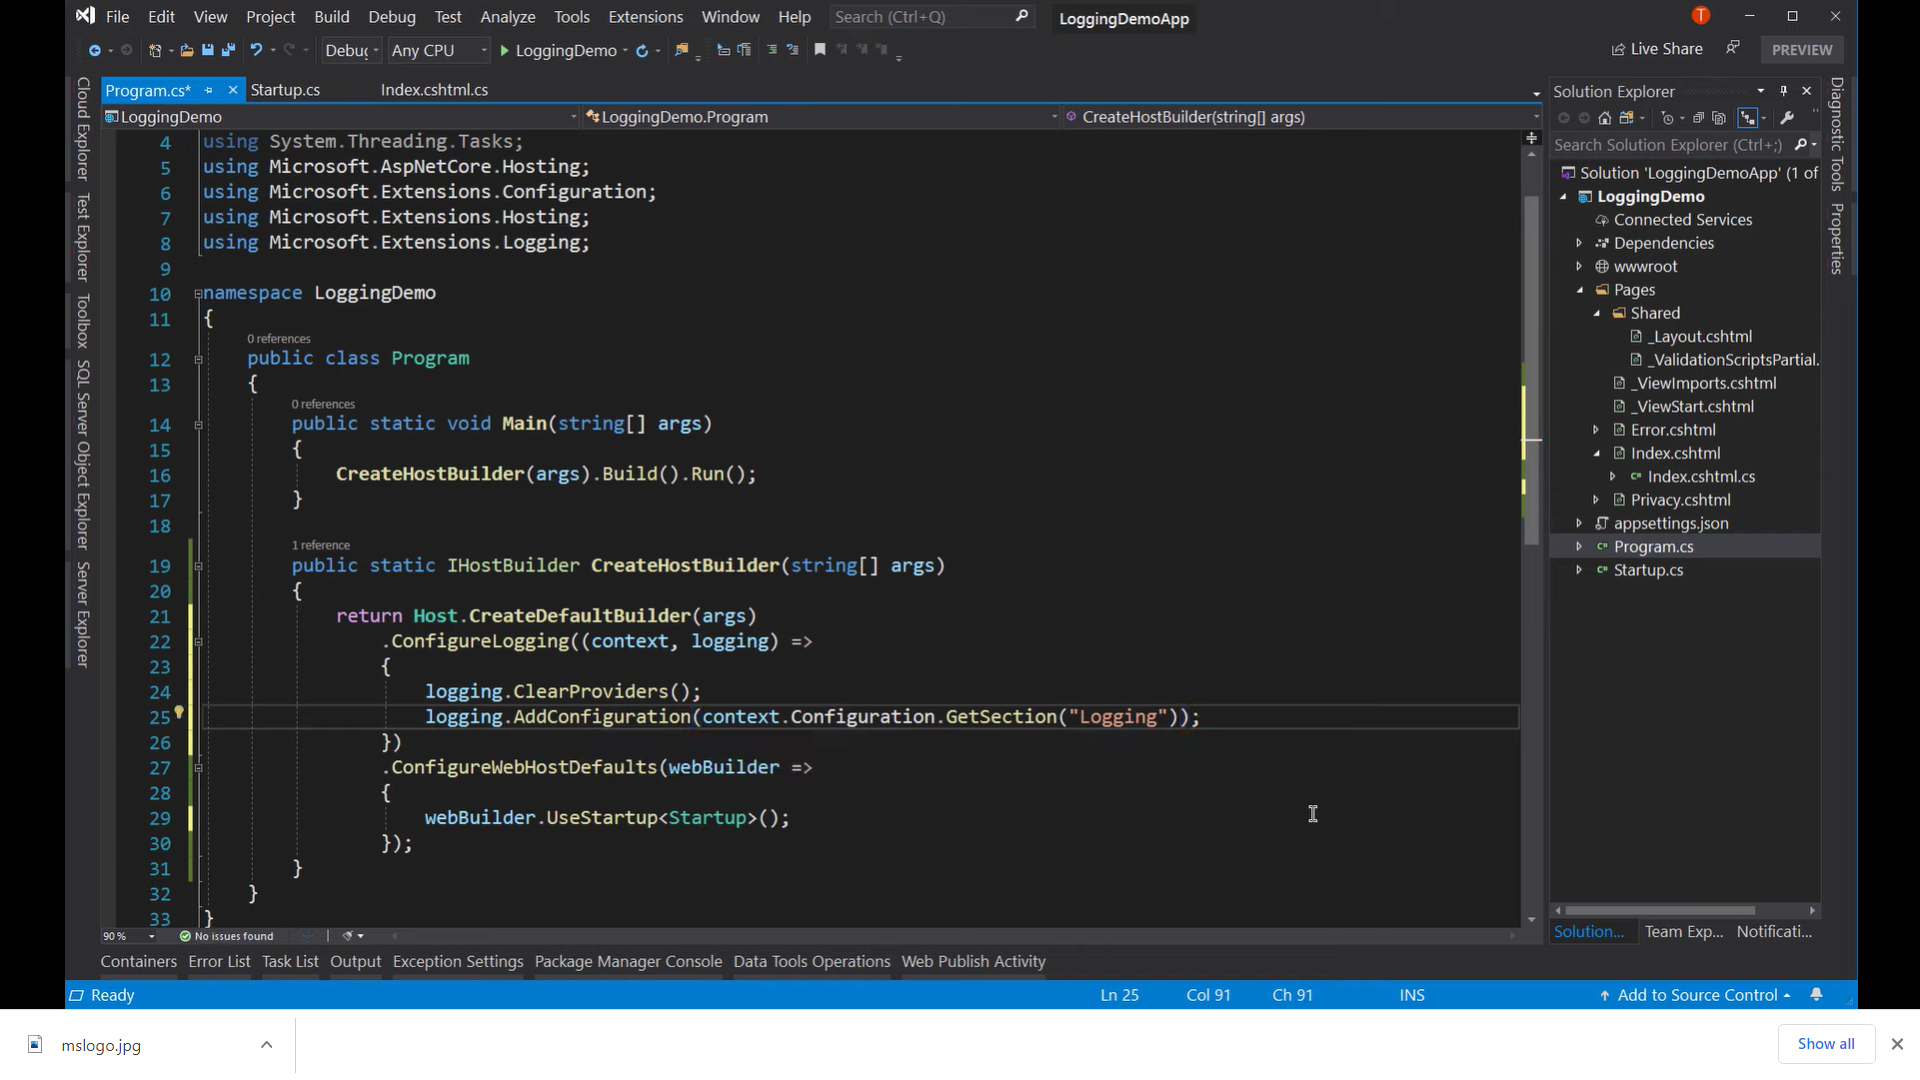 File Edit View Project Build Debug Test Analyze Tools Extensions Window Help Search (Ctrl+Q) LoggingDemoApp T
Debug Any CPU LoggingDemo Live Share PREVIEW
Program.cs* Startup.cs Index.cshtml.cs
LoggingDemo LoggingDemo.Program CreateHostBuilder(string[] args)
Cloud Explorer
Test Explorer
Toolbox
SQL Server Object Explorer
Server Explorer
4 using System.Threading.Tasks;
5 using Microsoft.AspNetCore.Hosting;
6 using Microsoft.Extensions.Configuration;
7 using Microsoft.Extensions.Hosting;
8 using Microsoft.Extensions.Logging;
9
10 namespace LoggingDemo
11 {
0 references
12 public class Program
13 {
0 references
14 public static void Main(string[] args)
15 {
16 CreateHostBuilder(args).Build().Run();
17 }
18
1 reference
19 public static IHostBuilder CreateHostBuilder(string[] args)
20 {
21 return Host.CreateDefaultBuilder(args)
22 .ConfigureLogging((context, logging) =>
23 {
24 logging.ClearProviders();
25 logging.AddConfiguration(context.Configuration.GetSection("Logging"));
26 })
27 .ConfigureWebHostDefaults(webBuilder =>
28 {
29 webBuilder.UseStartup<Startup>();
30 });
31 }
32 }
33 }
90 % No issues found
Solution Explorer
Search Solution Explorer (Ctrl+;)
Solution 'LoggingDemoApp' (1 of
LoggingDemo
Connected Services
Dependencies
wwwroot
Pages
Shared
_Layout.cshtml
_ValidationScriptsPartial.
_ViewImports.cshtml
_ViewStart.cshtml
Error.cshtml
Index.cshtml
Index.cshtml.cs
Privacy.cshtml
appsettings.json
Program.cs
Startup.cs
Solution... Team Exp... Notificati...
Diagnostic Tools
Properties
Containers Error List Task List Output Exception Settings Package Manager Console Data Tools Operations Web Publish Activity
Ready Ln 25 Col 91 Ch 91 INS Add to Source Control
mslogo.jpg Show all